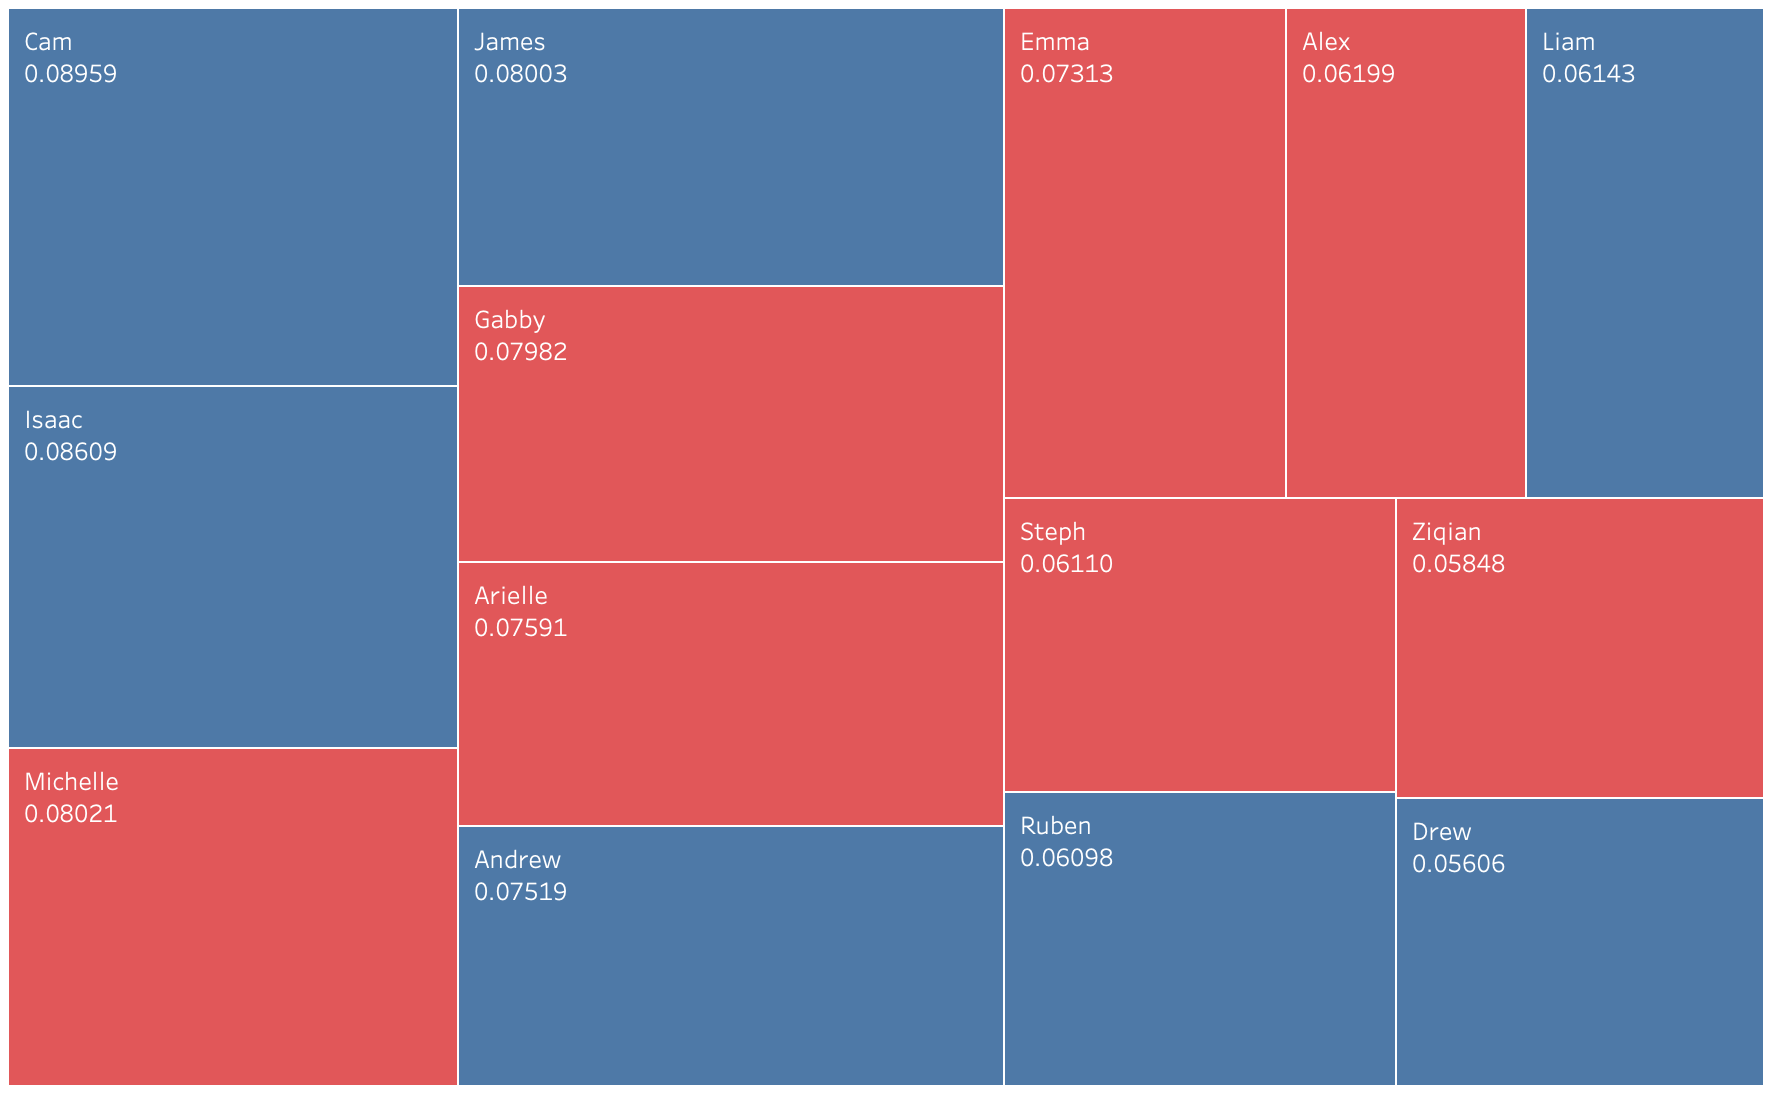 Cam
0.08959
Isaac
0.08609
Michelle
0.08021
James
0.08003
Gabby
0.07982
Arielle
0.07591
Andrew
0.07519
Emma
0.07313
Alex
0.06199
Liam
0.06143
Steph
0.06110
Ziqian
0.05848
Ruben
0.06098
Drew
0.05606